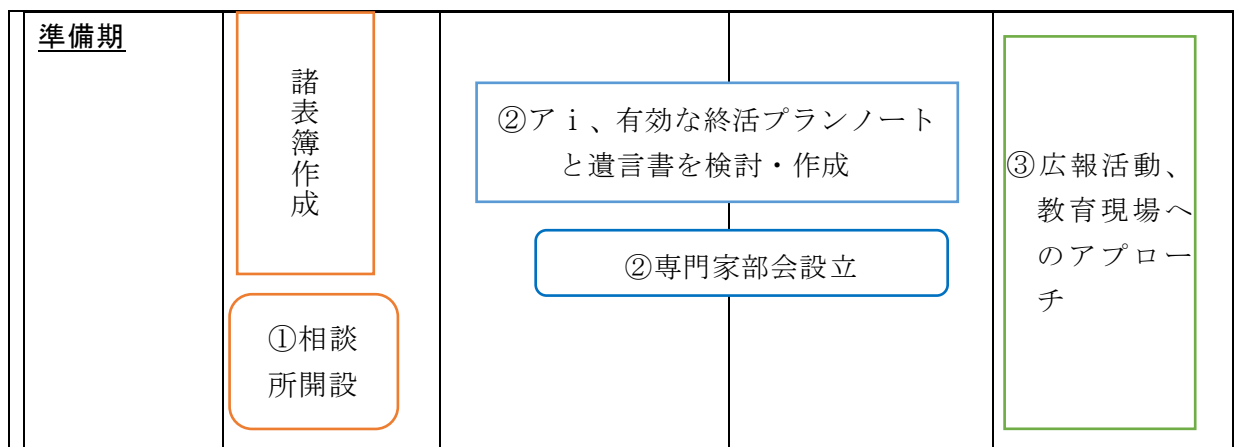 準備期
諸表簿作成
①相談
所開設
②アｉ、有効な終活プランノート
と遺言書を検討・作成
②専門家部会設立
③広報活動、
教育現場へ
のアプロー
チ